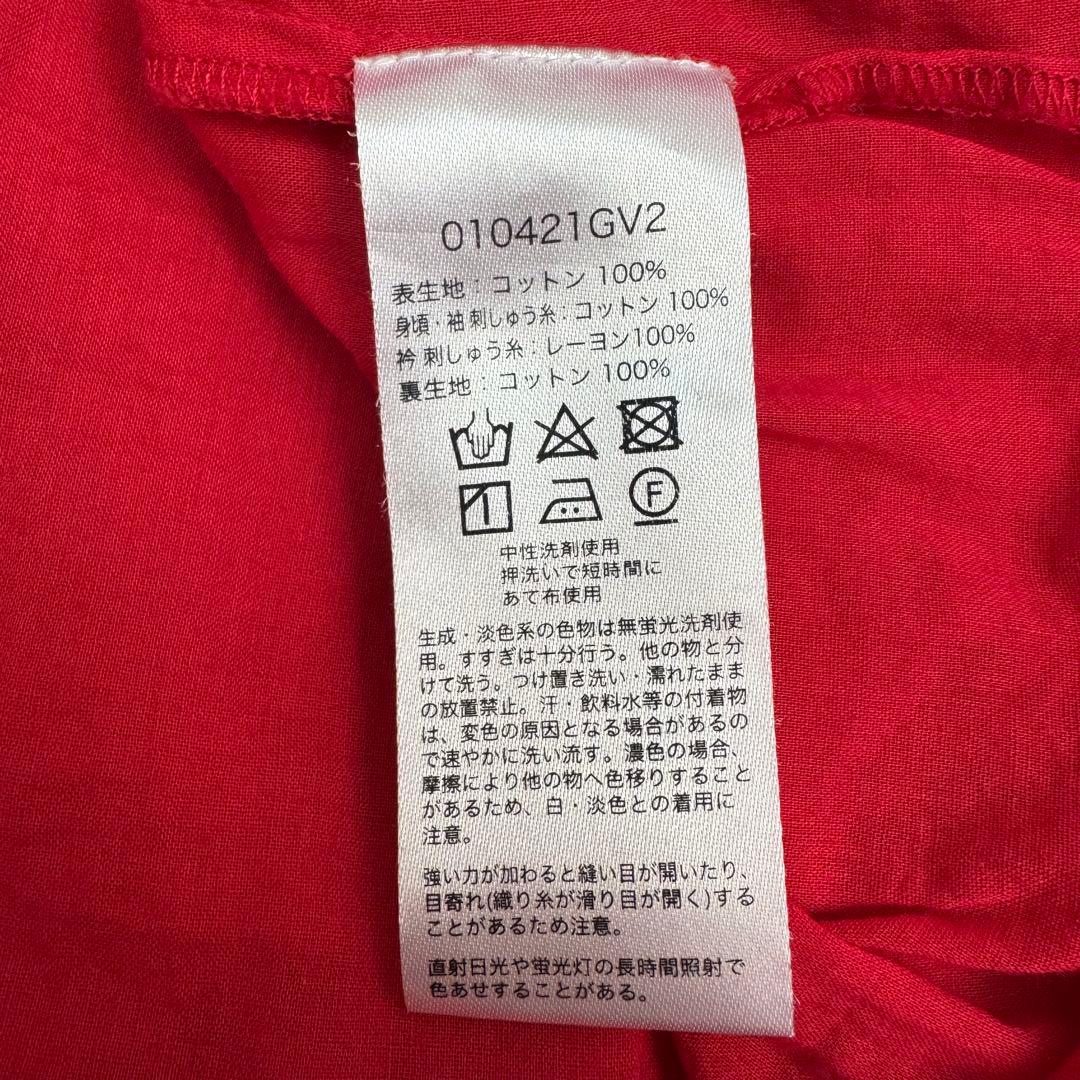 010421GV2
表生地：コットン 100%
身頃・袖 刺しゅう糸：コットン 100%
衿 刺しゅう糸：レーヨン100%
裏生地：コットン 100%
F
中性洗剤使用
押洗いで短時間に
あて布使用
生成・淡色系の色物は無蛍光洗剤使
用。すすぎは十分行う。他の物と分
けて洗う。つけ置き洗い・濡れたまま
の放置禁止。汗・飲料水等の付着物
は、変色の原因となる場合があるの
で速やかに洗い流す。濃色の場合、
摩擦により他の物へ色移りすること
があるため、白・淡色との着用に
注意。
強い力が加わると縫い目が開いたり、
目寄れ(織り糸が滑り目が開く)する
ことがあるため注意。
直射日光や蛍光灯の長時間照射で
色あせすることがある。